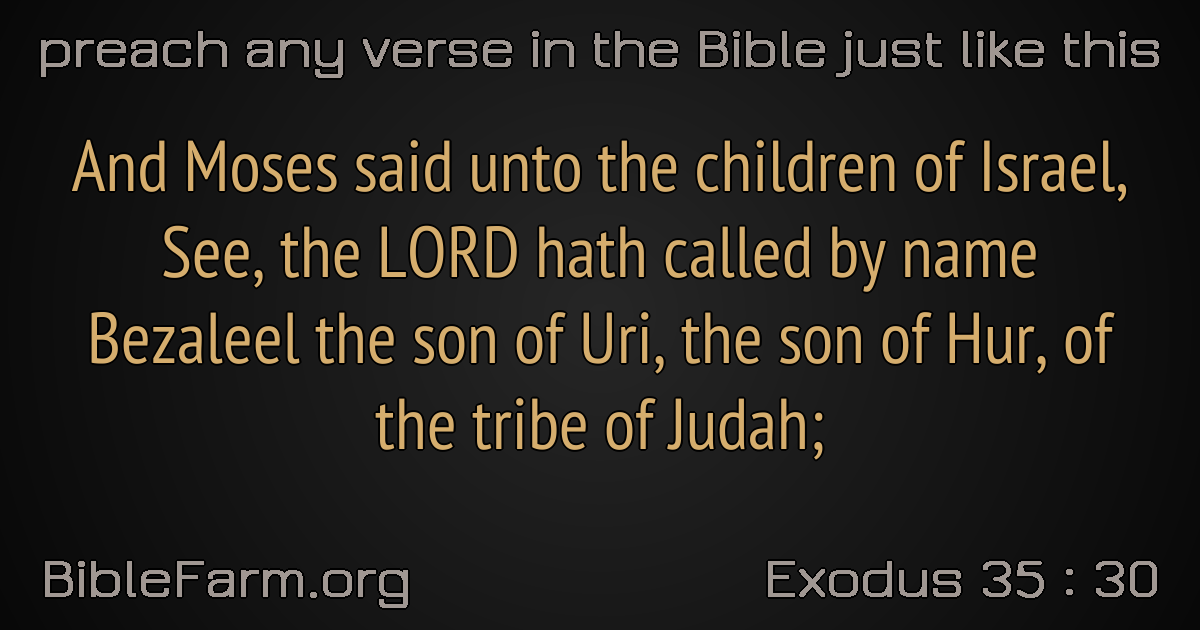 preach any verse in the Bible just like this
And Moses said unto the children of Israel,
See, the LORD hath called by name
Bezaleel the son of Uri, the son of Hur, of
the tribe of Judah;
BibleFarm.org
Exodus 35 : 30